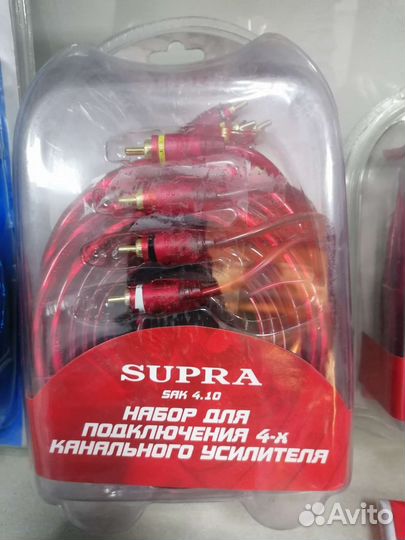 SUPRA
SAK 4.10
НАБОР ДЛЯ
ПОДКЛЮЧЕНИЯ 4-х
КАНАЛЬНОГО УСИЛИТЕЛЯ
Avito